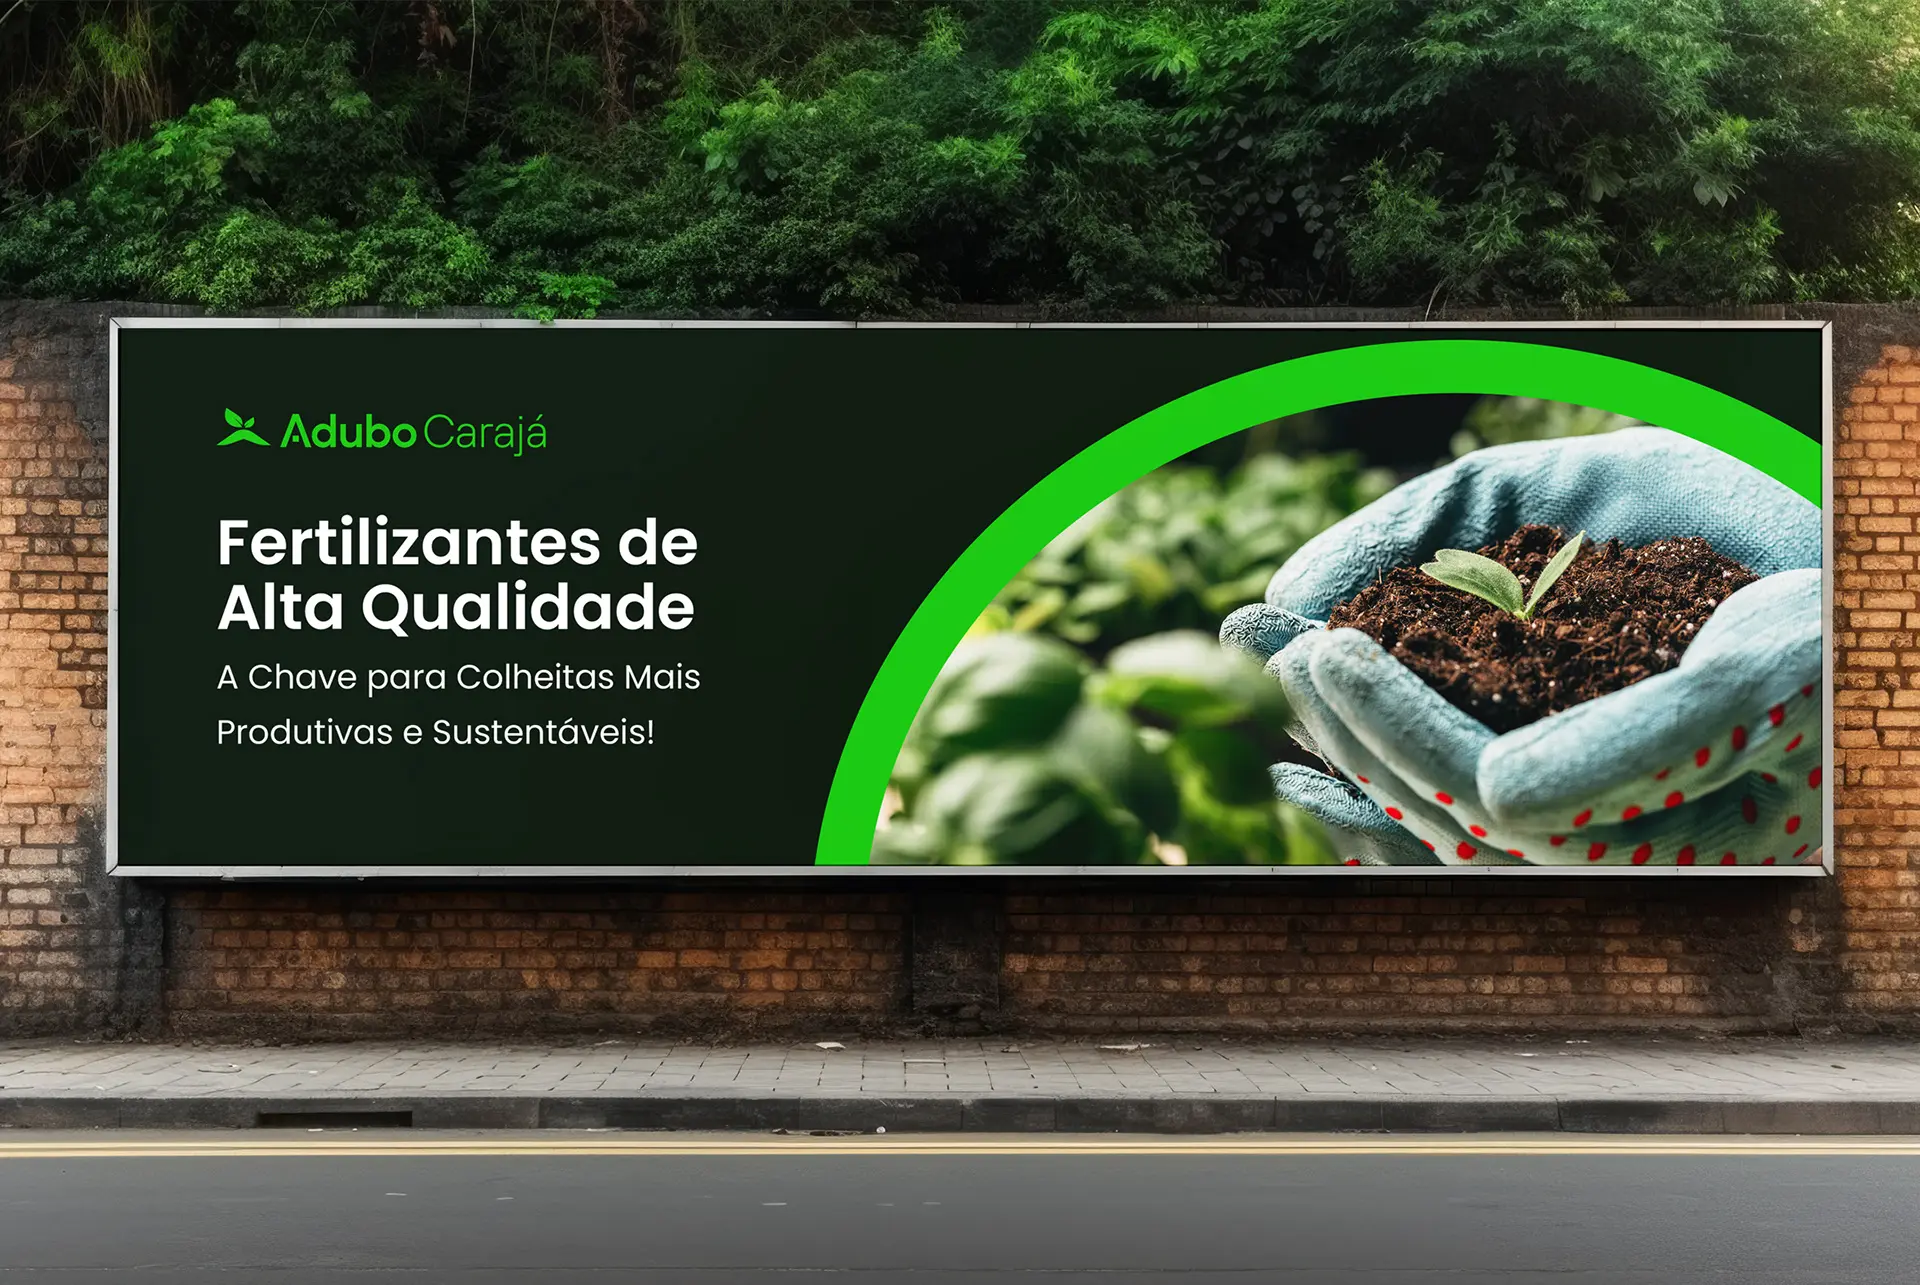 Adubo Carajá
Fertilizantes de
Alta Qualidade
A Chave para Colheitas Mais
Produtivas e Sustentáveis!